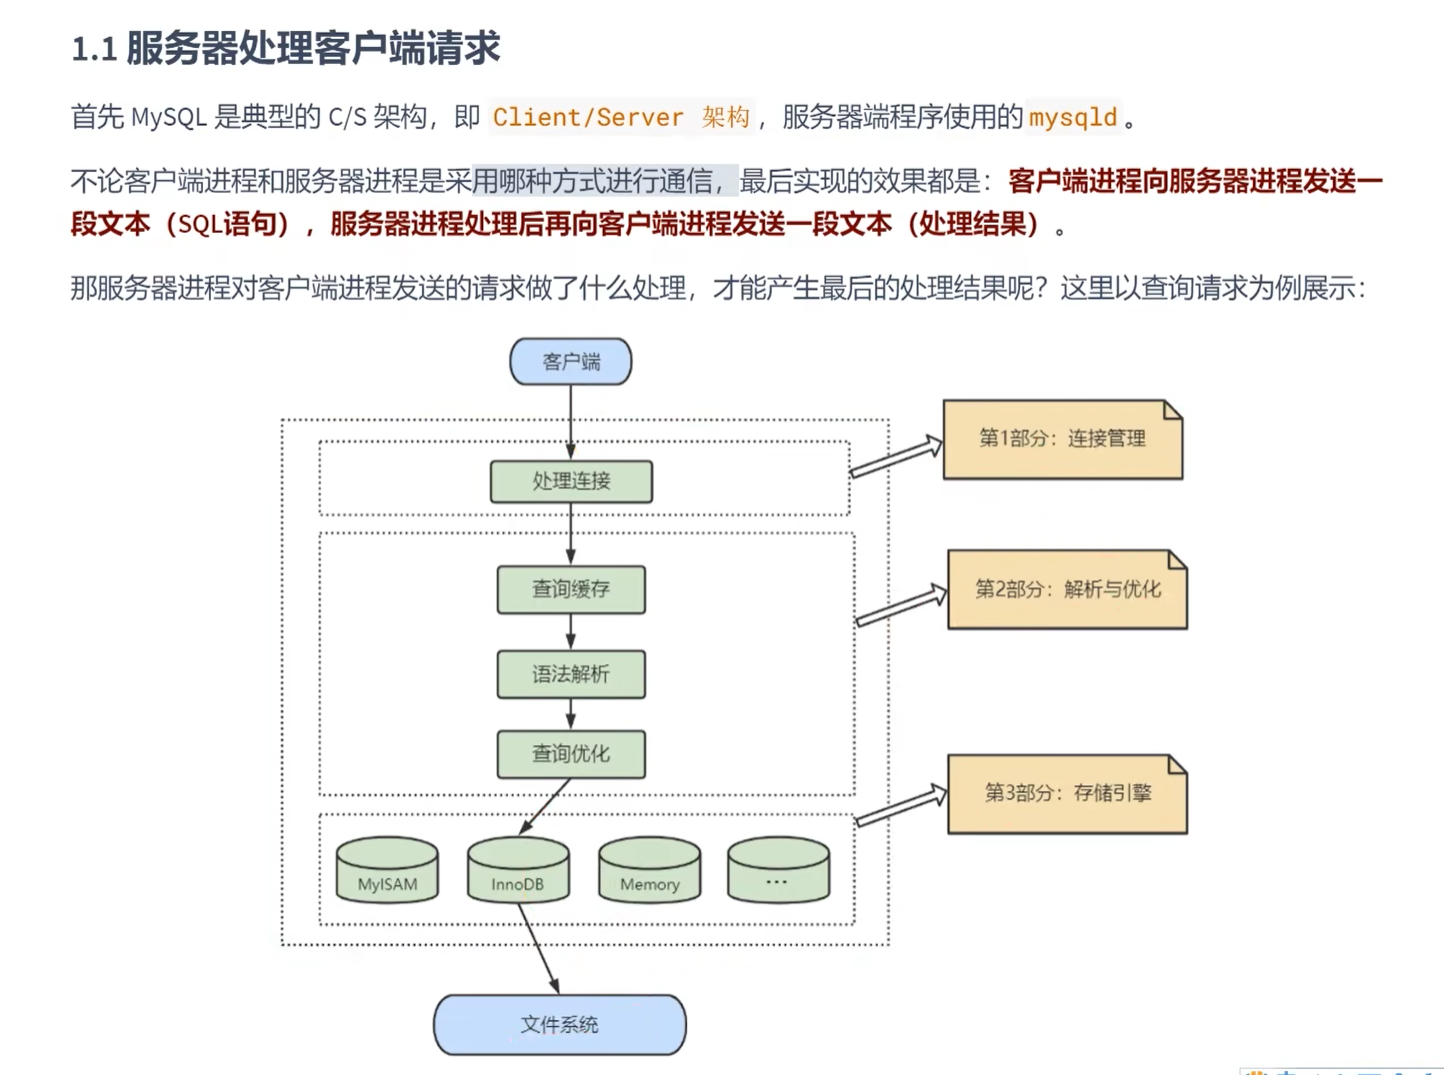 1.1 服务器处理客户端请求
首先 MySQL 是典型的 C/S 架构，即 Client/Server 架构 ，服务器端程序使用的 mysqld 。
不论客户端进程和服务器进程是采用哪种方式进行通信，最后实现的效果都是：客户端进程向服务器进程发送一
段文本（SQL语句），服务器进程处理后再向客户端进程发送一段文本（处理结果）。
那服务器进程对客户端进程发送的请求做了什么处理，才能产生最后的处理结果呢？这里以查询请求为例展示：
客户端
第1部分：连接管理
处理连接
查询缓存
第2部分：解析与优化
语法解析
查询优化
第3部分：存储引擎
MyISAM
InnoDB
Memory
...
文件系统